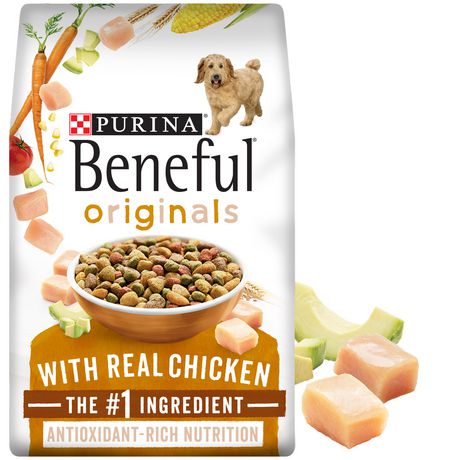 PURINA
Beneful®
originals
WITH REAL CHICKEN
THE #1 INGREDIENT
ANTIOXIDANT-RICH NUTRITION